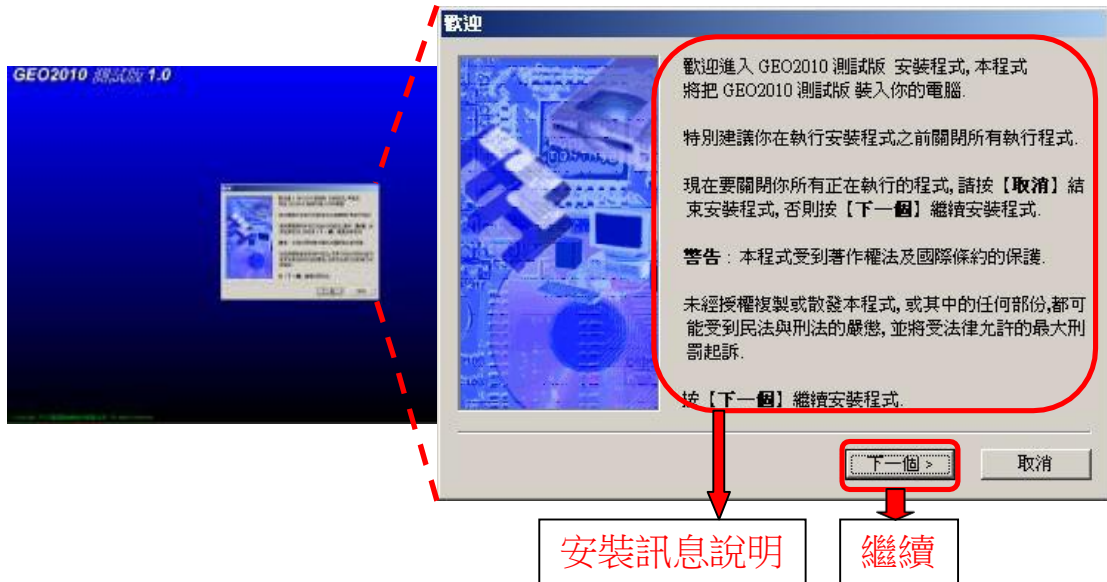 GEO2010 測試版 1.0
歡迎
歡迎進入 GEO2010 測試版 安裝程式, 本程式
將把 GEO2010 測試版 裝入你的電腦.
特別建議你在執行安裝程式之前關閉所有執行程式.
現在要關閉你所有正在執行的程式, 請按【取消】結
束安裝程式, 否則按【下一個】繼續安裝程式.
警告 : 本程式受到著作權法及國際條約的保護.
未經授權複製或散發本程式, 或其中的任何部份,都可
能受到民法與刑法的嚴懲, 並將受法律允許的最大刑
罰起訴.
按【下一個】繼續安裝程式.
下一個 >
取消
安裝訊息說明
繼續